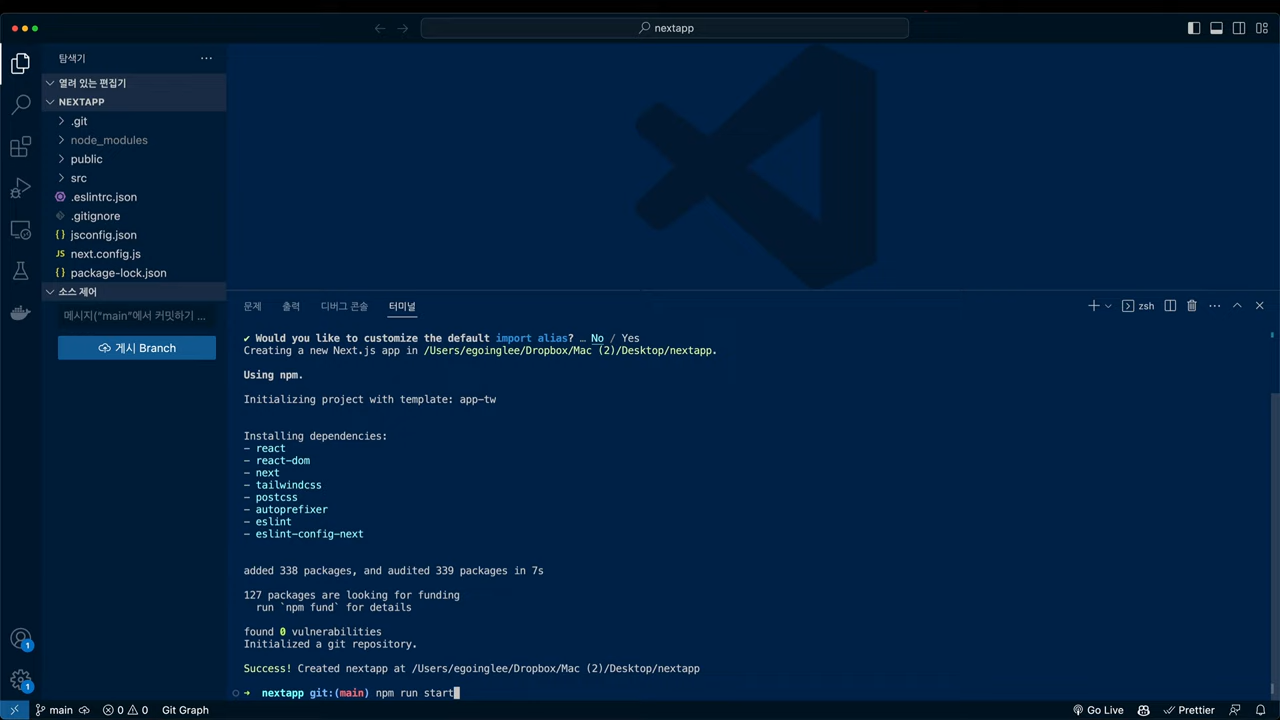 nextapp
탐색기
열려 있는 편집기
NEXTAPP
.git
node_modules
public
src
.eslintrc.json
.gitignore
{} jsconfig.json
JS next.config.js
{} package-lock.json
소스 제어
메시지("main"에서 커밋하기 ...
게시 Branch
1
1
문제 출력 디버그 콘솔 터미널
zsh
✔ Would you like to customize the default import alias? … No / Yes
Creating a new Next.js app in /Users/egoinglee/Dropbox/Mac (2)/Desktop/nextapp.
Using npm.
Initializing project with template: app-tw
Installing dependencies:
- react
- react-dom
- next
- tailwindcss
- postcss
- autoprefixer
- eslint
- eslint-config-next
added 338 packages, and audited 339 packages in 7s
127 packages are looking for funding
run `npm fund` for details
found 0 vulnerabilities
Initialized a git repository.
Success! Created nextapp at /Users/egoinglee/Dropbox/Mac (2)/Desktop/nextapp
➜ nextapp git:(main) npm run start
main 0 0 Git Graph Go Live Prettier